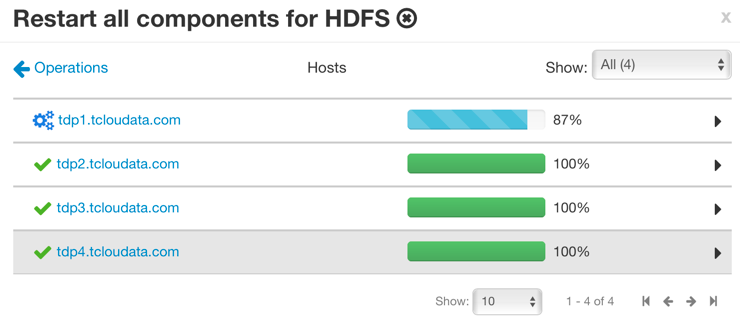 Restart all components for HDFS
x
Operations Hosts Show: All (4)
tdp1.tcloudata.com 87%
tdp2.tcloudata.com 100%
tdp3.tcloudata.com 100%
tdp4.tcloudata.com 100%
Show: 10 1 - 4 of 4